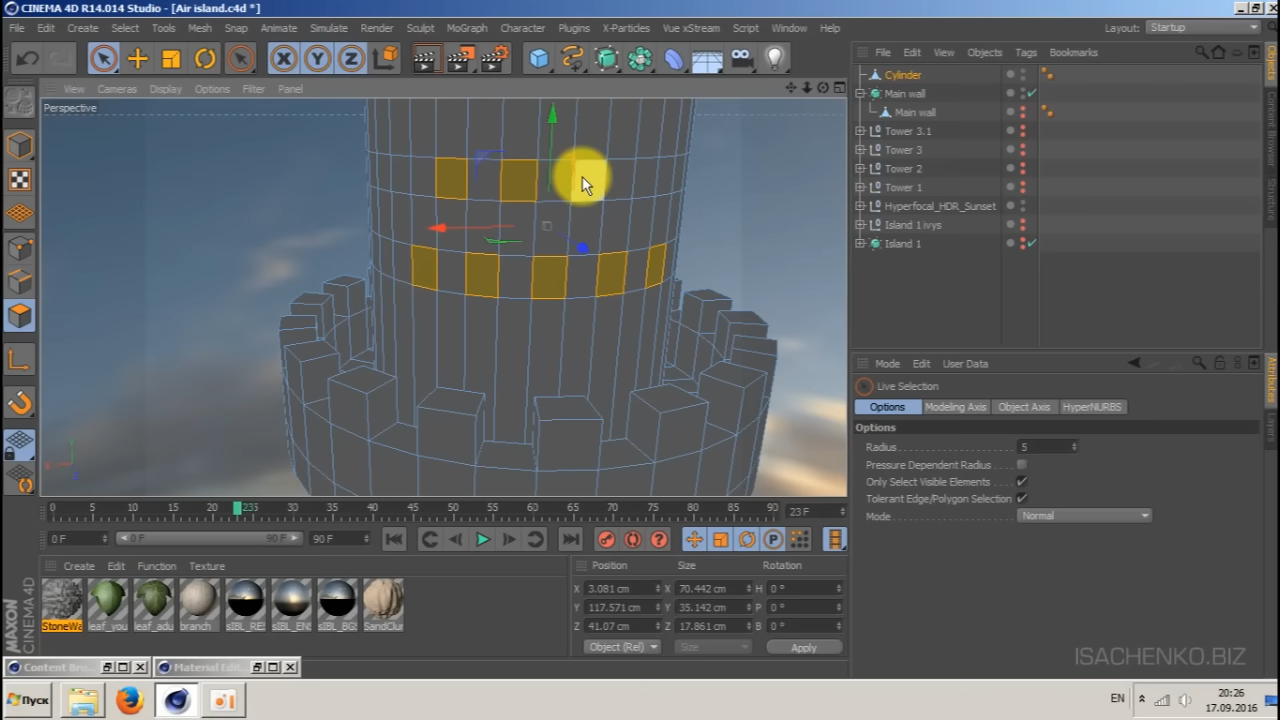 CINEMA 4D R14.014 Studio - [Air island.c4d *]
File Edit Create Select Tools Mesh Snap Animate Simulate Render Sculpt MoGraph Character Plugins X-Particles Vue xStream Script Window Help
Layout: Startup
X Y Z
File Edit View Objects Tags Bookmarks
View Cameras Display Options Filter Panel
Perspective
Cylinder
Main wall
Main wall
Tower 3.1
Tower 3
Tower 2
Tower 1
Hyperfocal_HDR_Sunset
Island 1 ivys
Island 1
Objects
Content Browser
Structure
Mode Edit User Data
Live Selection
Options Modeling Axis Object Axis HyperNURBS
Options
Radius 5
Pressure Dependent Radius
Only Select Visible Elements
Tolerant Edge/Polygon Selection
Mode Normal
Attributes
Layers
0 5 10 15 20 235 30 35 40 45 50 55 60 65 70 75 80 85 90 23 F
0 F 0 F 90 F 90 F
Create Edit Function Texture
StoneWa leaf_you leaf_adu branch sIBL_RE sIBL_EN sIBL_BG SandClur
Position Size Rotation
X 3.081 cm X 70.442 cm H 0 °
Y 117.571 cm Y 35.142 cm P 0 °
Z 41.07 cm Z 17.861 cm B 0 °
Object (Rel) Size Apply
MAXON
CINEMA 4D
Content Bro Material Edi
ISACHENKO.BIZ
Пуск
EN
20:26
17.09.2016